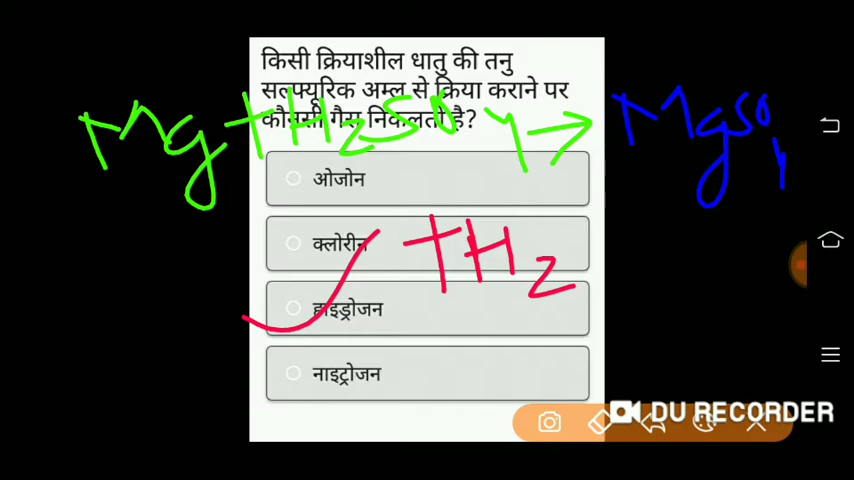 किसी क्रियाशील धातु की तनु
सल्फ्यूरिक अम्ल से क्रिया कराने पर
कौनसी गैस निकलती है?
Mg+H2SO4→ MgSO4
ओजोन
क्लोरीन
+H2
हाइड्रोजन
नाइट्रोजन
DU RECORDER